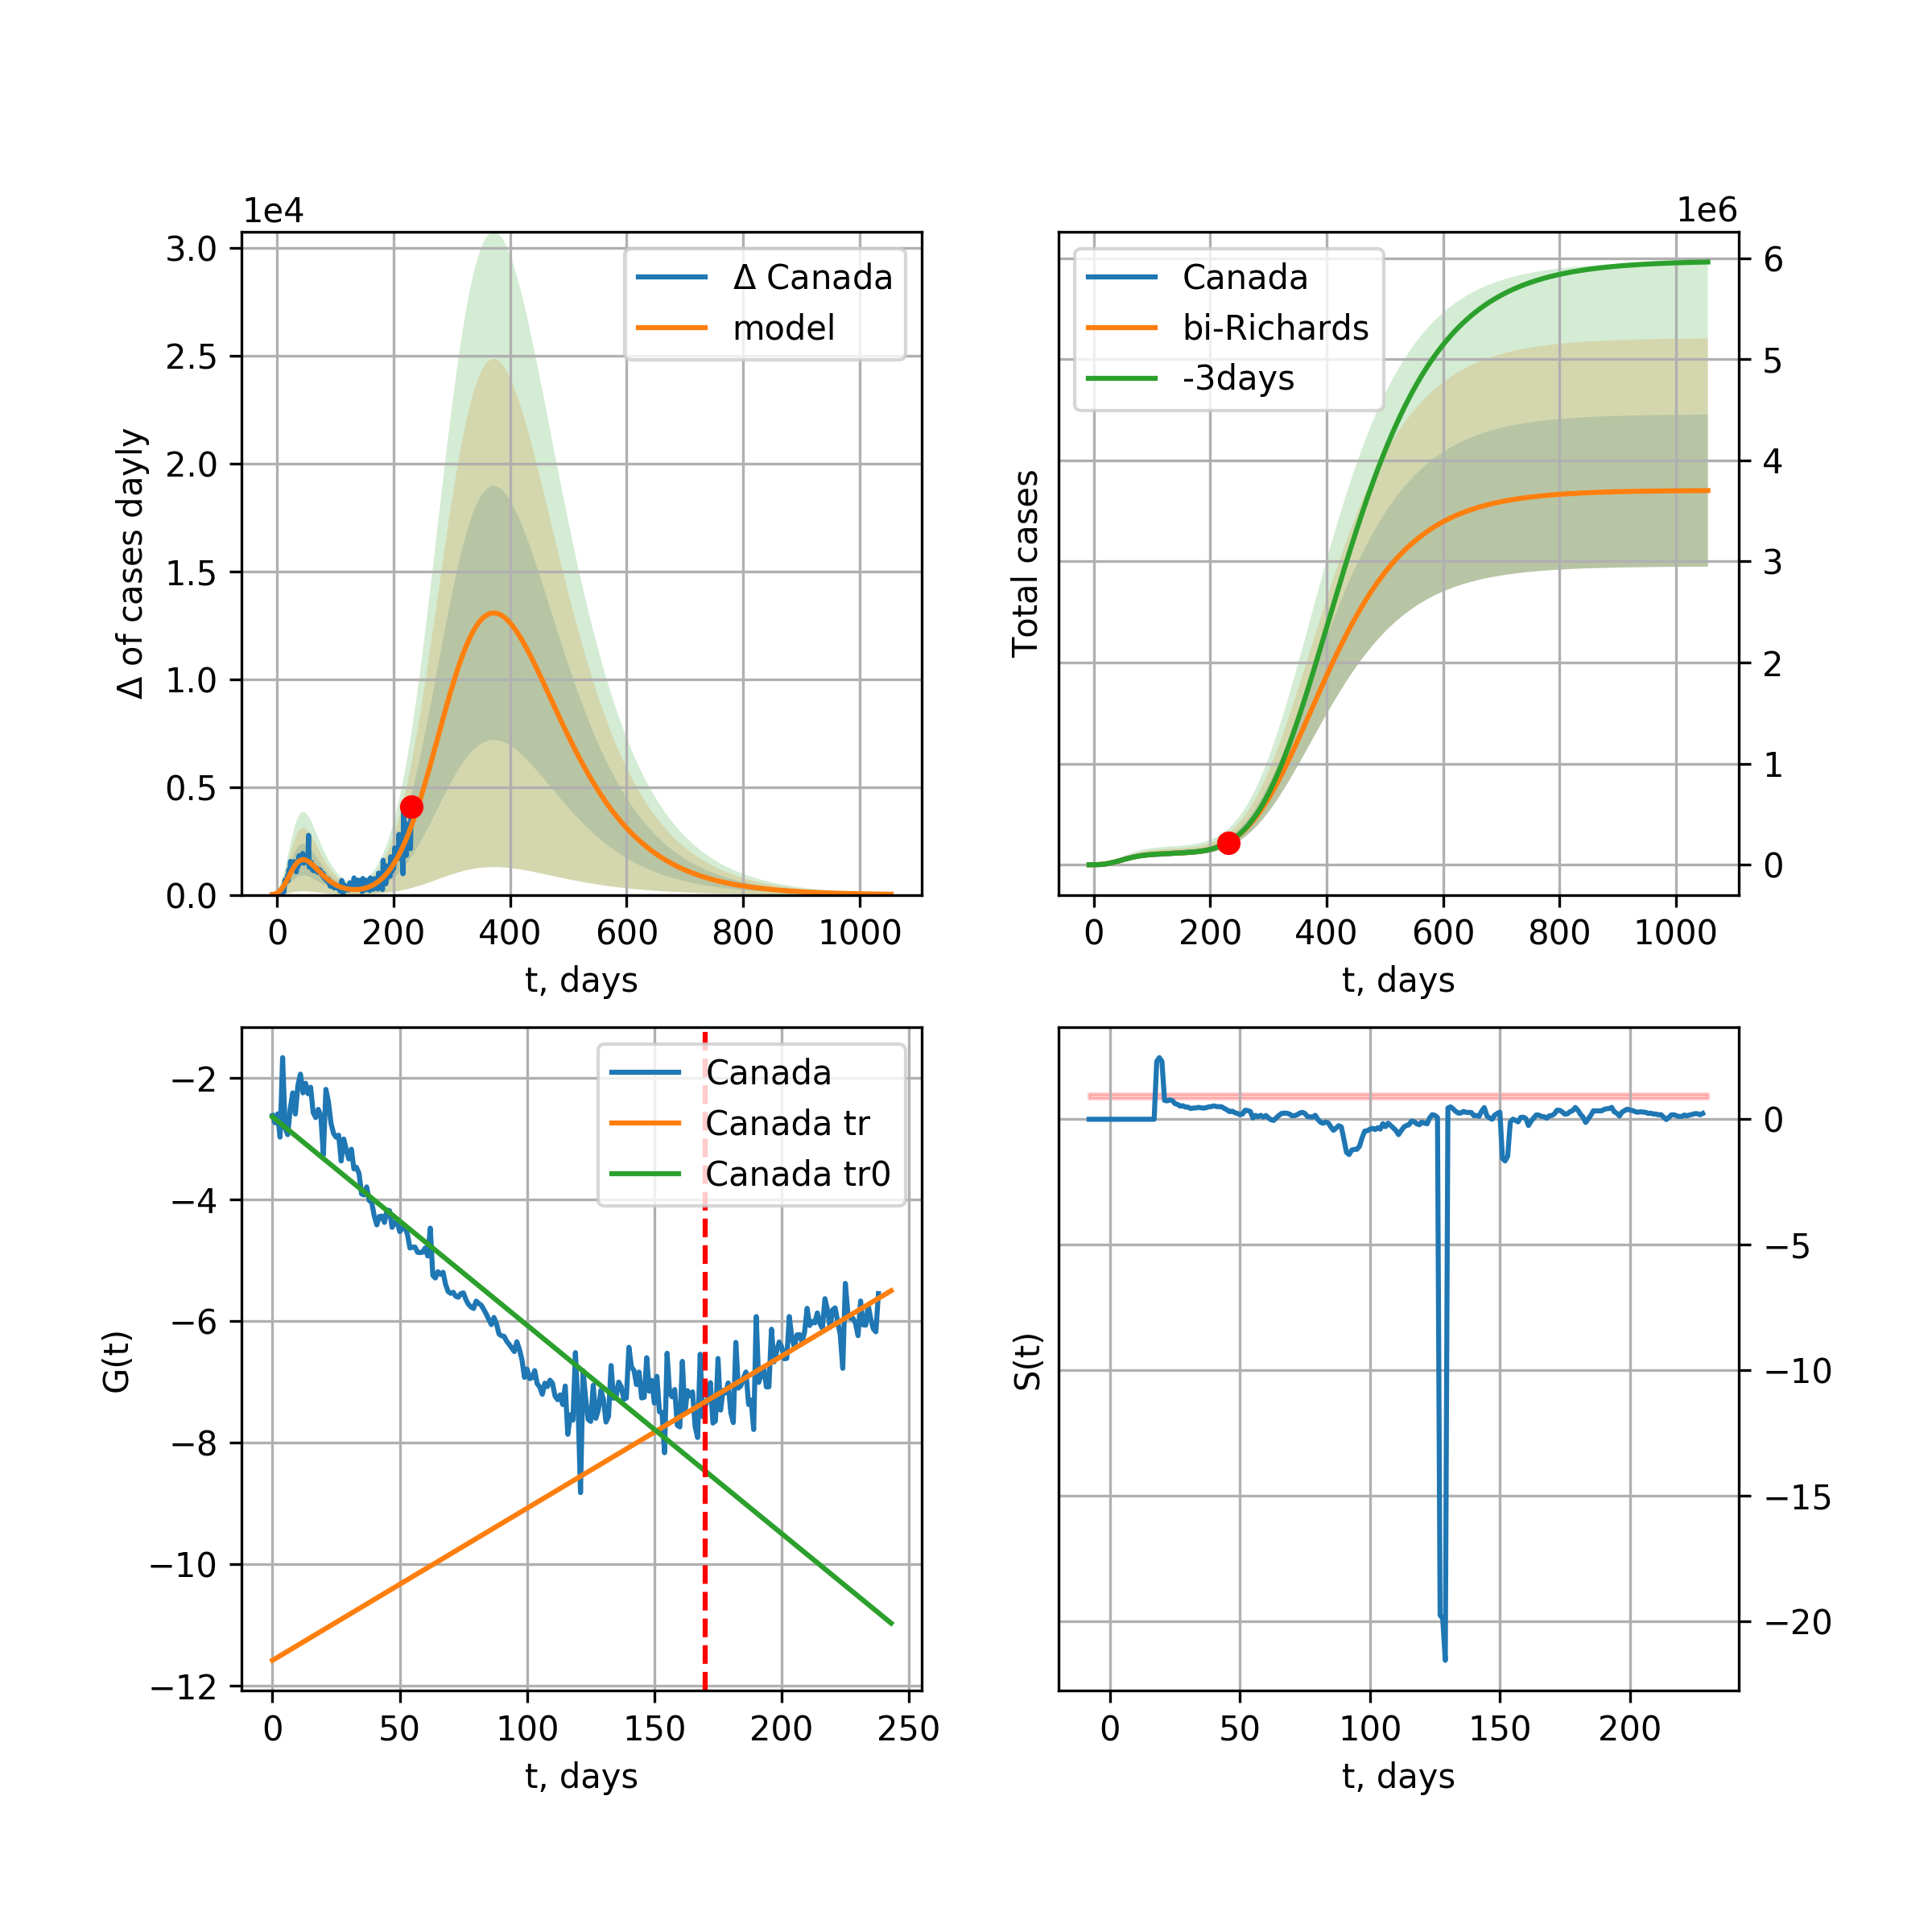 1e4
3.0
2.5
2.0
1.5
1.0
0.5
0.0
Δ of cases dayly
Δ Canada
model
0 200 400 600 800 1000
t, days
1e6
Canada
bi-Richards
-3days
Total cases
6
5
4
3
2
1
0
0 200 400 600 800 1000
t, days
−2
−4
−6
−8
−10
−12
G(t)
Canada
Canada tr
Canada tr0
0 50 100 150 200 250
t, days
S(t)
0
−5
−10
−15
−20
0 50 100 150 200
t, days